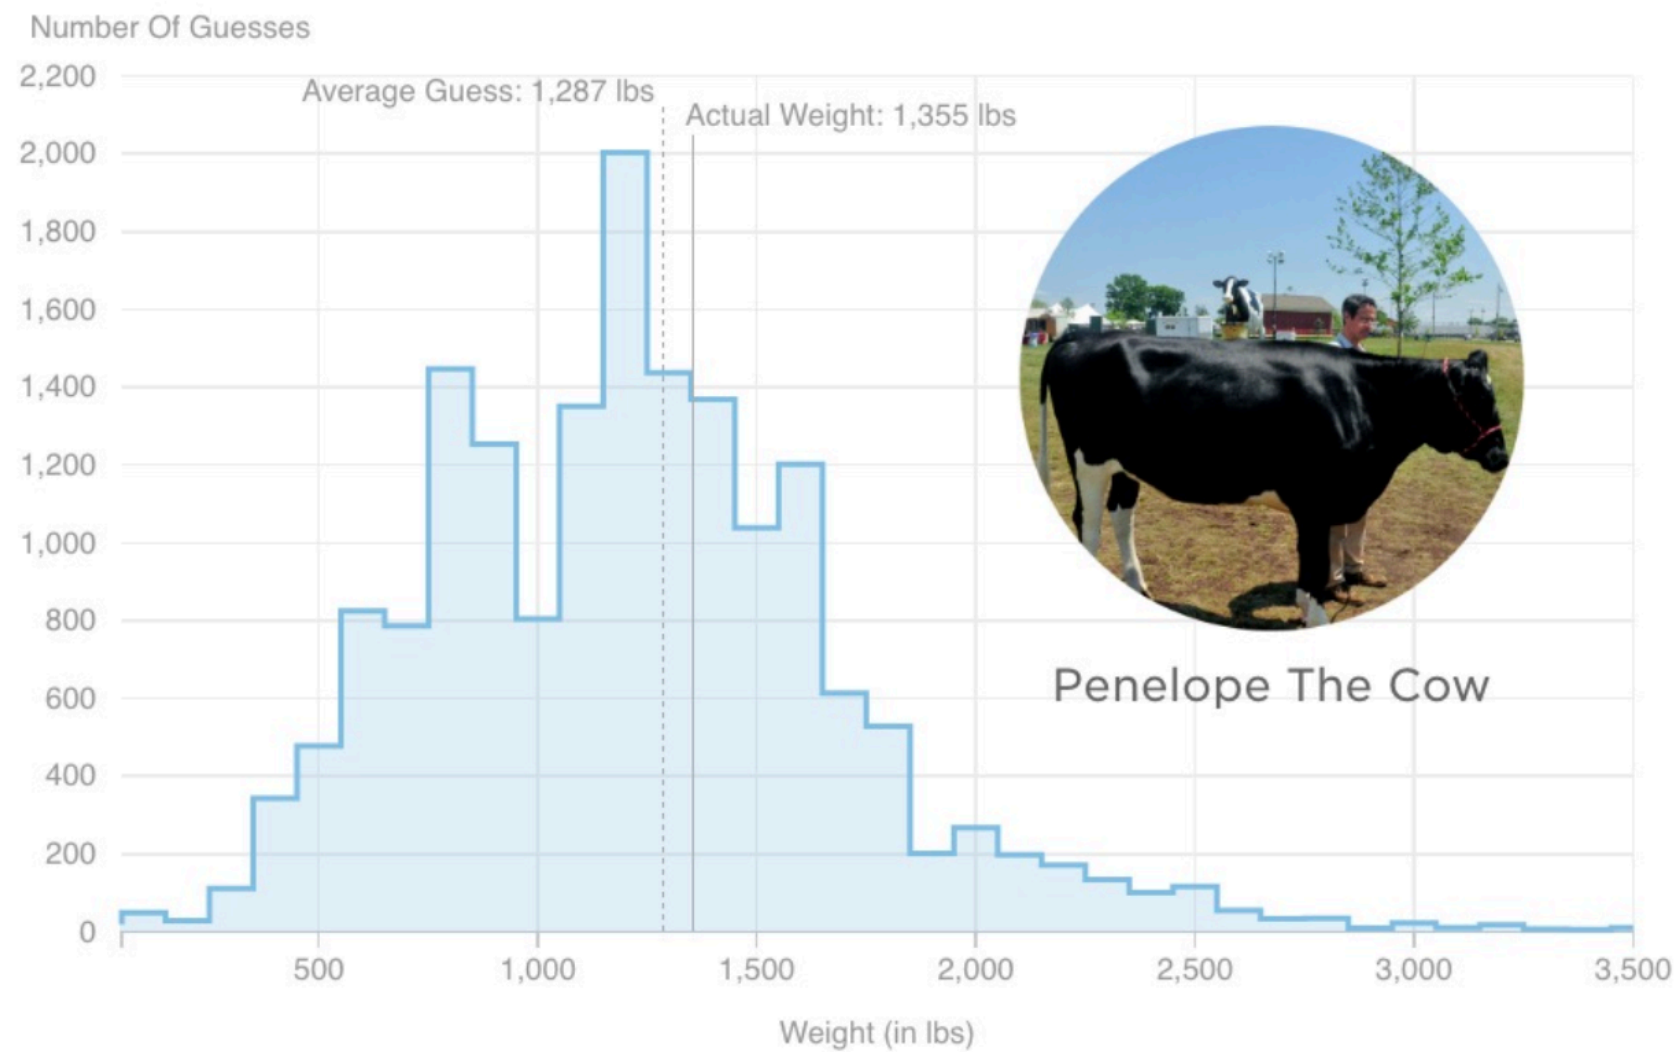 Number Of Guesses
2,200
Average Guess: 1,287 lbs
Actual Weight: 1,355 lbs
2,000
1,800
1,600
1,400
1,200
1,000
800
600
400
200
0
Penelope The Cow
500 1,000 1,500 2,000 2,500 3,000 3,500
Weight (in lbs)